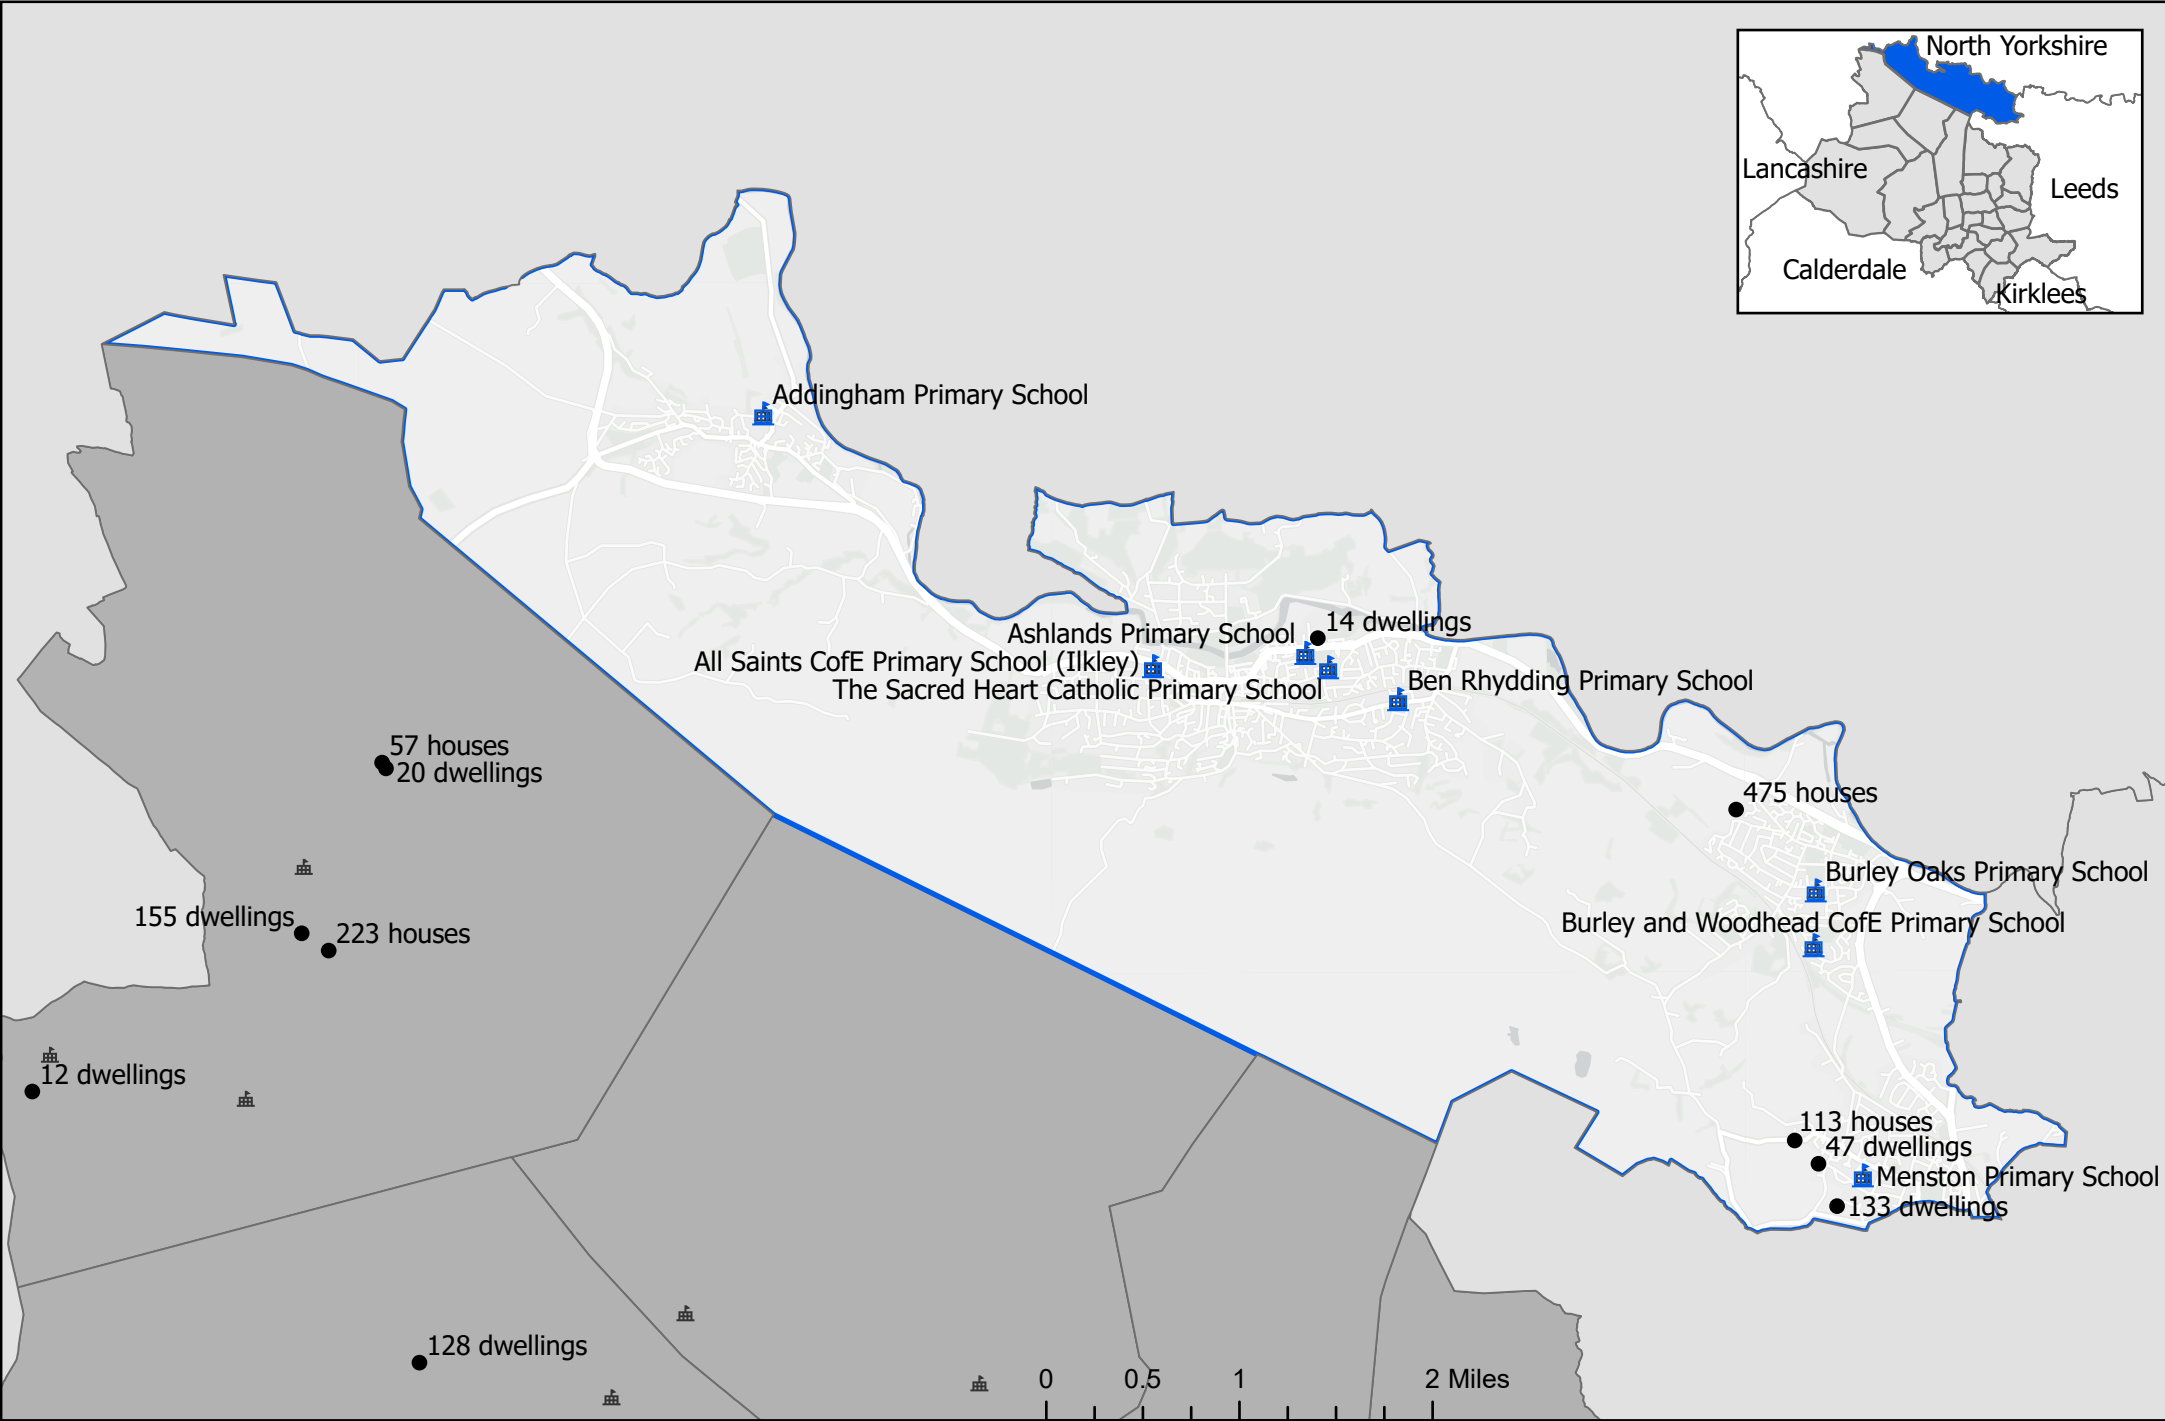 North Yorkshire
Lancashire
Leeds
Calderdale
Kirklees
Addingham Primary School
14 dwellings
Ashlands Primary School
All Saints CofE Primary School (Ilkley)
The Sacred Heart Catholic Primary School
Ben Rhydding Primary School
57 houses
20 dwellings
475 houses
Burley Oaks Primary School
155 dwellings
223 houses
Burley and Woodhead CofE Primary School
12 dwellings
113 houses
47 dwellings
Menston Primary School
133 dwellings
128 dwellings
0 0.5 1 2 Miles